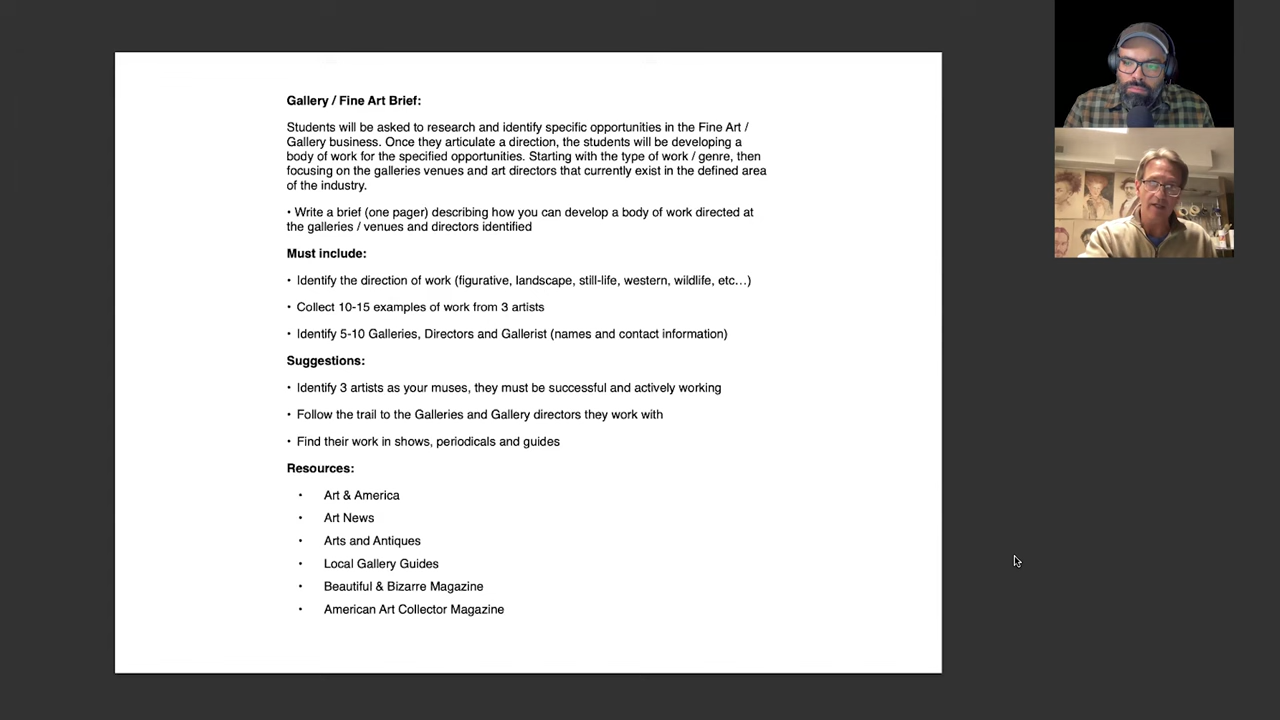 Gallery / Fine Art Brief:
Students will be asked to research and identify specific opportunities in the Fine Art /
Gallery business. Once they articulate a direction, the students will be developing a
body of work for the specified opportunities. Starting with the type of work / genre, then
focusing on the galleries venues and art directors that currently exist in the defined area
of the industry.
• Write a brief (one pager) describing how you can develop a body of work directed at
the galleries / venues and directors identified
Must include:
• Identify the direction of work (figurative, landscape, still-life, western, wildlife, etc…)
• Collect 10-15 examples of work from 3 artists
• Identify 5-10 Galleries, Directors and Gallerist (names and contact information)
Suggestions:
• Identify 3 artists as your muses, they must be successful and actively working
• Follow the trail to the Galleries and Gallery directors they work with
• Find their work in shows, periodicals and guides
Resources:
• Art & America
• Art News
• Arts and Antiques
• Local Gallery Guides
• Beautiful & Bizarre Magazine
• American Art Collector Magazine